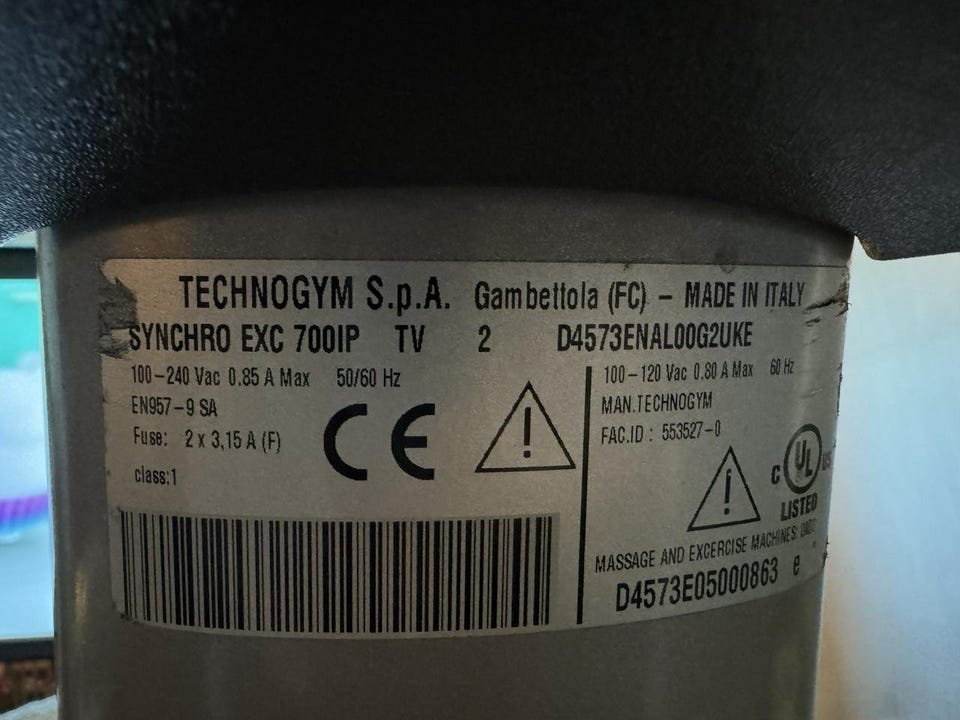 TECHNOGYM S.p.A. Gambettola (FC) - MADE IN ITALY
SYNCHRO EXC 700IP TV 2 D4573ENAL00G2UKE
100-240 Vac 0.85 A Max 50/60 Hz
EN957-9 SA
Fuse: 2 x 3,15 A (F)
class:1
CE
100-120 Vac 0.80 A Max 60 Hz
MAN.TECHNOGYM
FAC.ID : 553527-0
C UL US
LISTED
MASSAGE AND EXCERCISE MACHINES
D4573E05000863 e